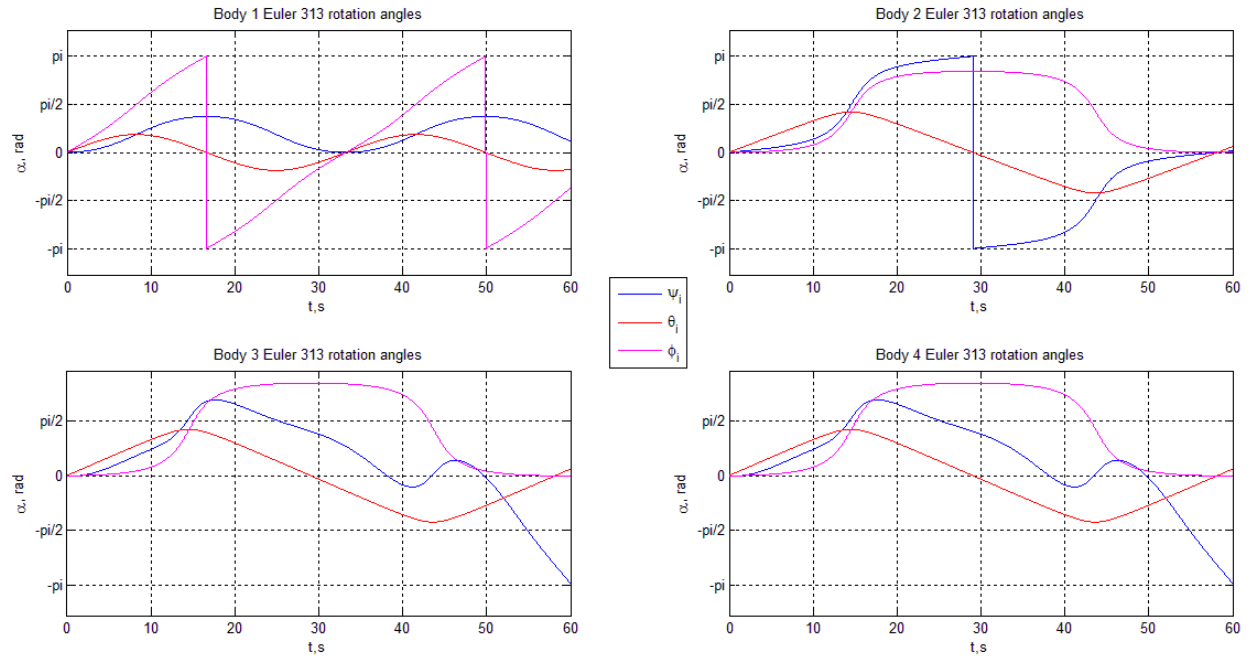 Body 1 Euler 313 rotation angles
α, rad
pi
pi/2
0
-pi/2
-pi
0 10 20 30 40 50 60
t,s
Body 2 Euler 313 rotation angles
α, rad
pi
pi/2
0
-pi/2
-pi
0 10 20 30 40 50 60
t,s
ψi
θi
ϕi
Body 3 Euler 313 rotation angles
α, rad
pi/2
0
-pi/2
-pi
0 10 20 30 40 50 60
t,s
Body 4 Euler 313 rotation angles
α, rad
pi/2
0
-pi/2
-pi
0 10 20 30 40 50 60
t,s